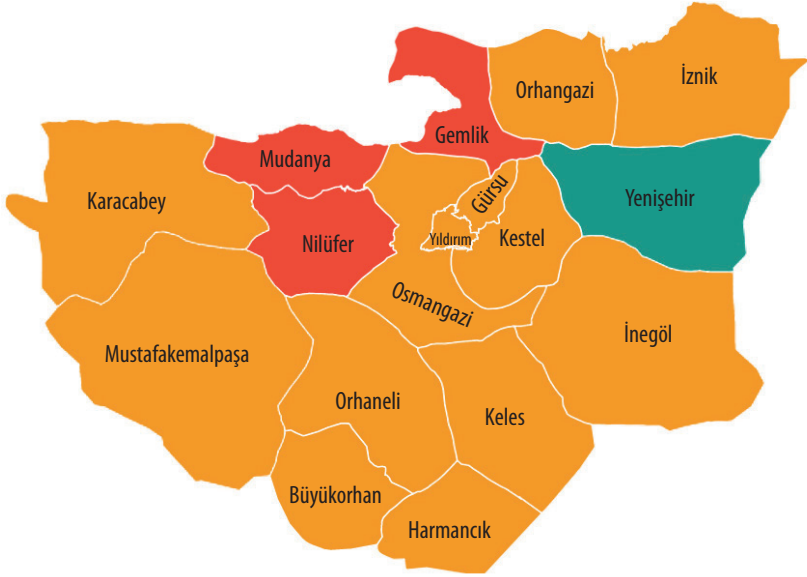 İznik
Orhangazi
Gemlik
Mudanya
Karacabey
Gürsu
Yenişehir
Nilüfer
Yıldırım
Kestel
Osmangazi
İnegöl
Mustafakemalpaşa
Orhaneli
Keles
Büyükorhan
Harmancık